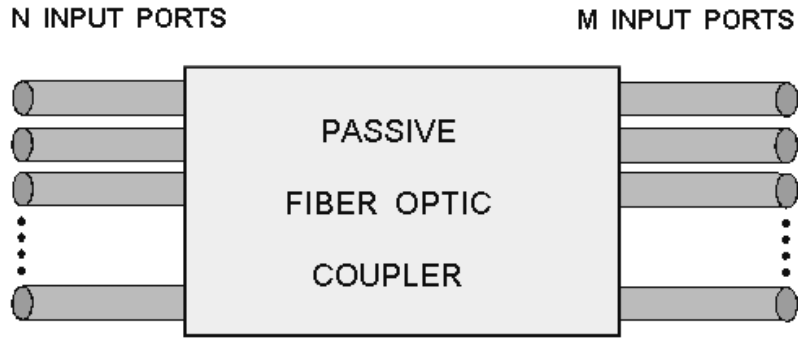 N INPUT PORTS
M INPUT PORTS
PASSIVE
FIBER OPTIC
COUPLER